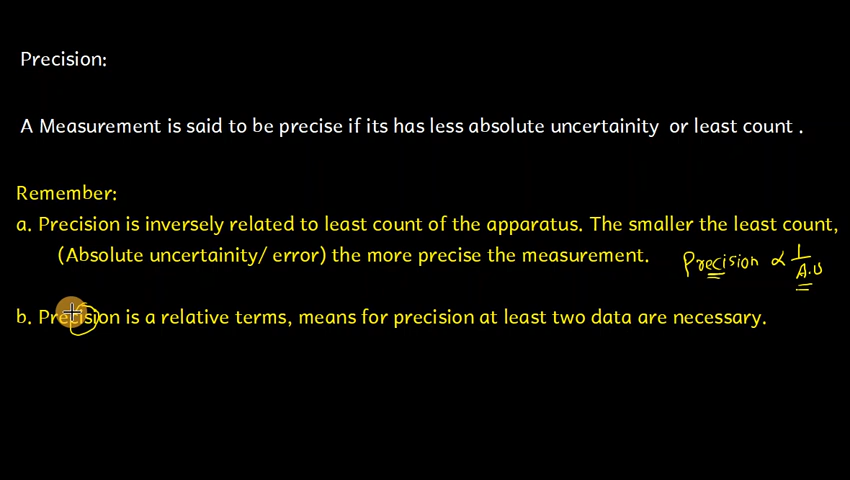 Precision:
A Measurement is said to be precise if its has less absolute uncertainity or least count .
Remember:
a. Precision is inversely related to least count of the apparatus. The smaller the least count,
(Absolute uncertainity/ error) the more precise the measurement.
Precision ∝ 1/A.U
b. Precision is a relative terms, means for precision at least two data are necessary.